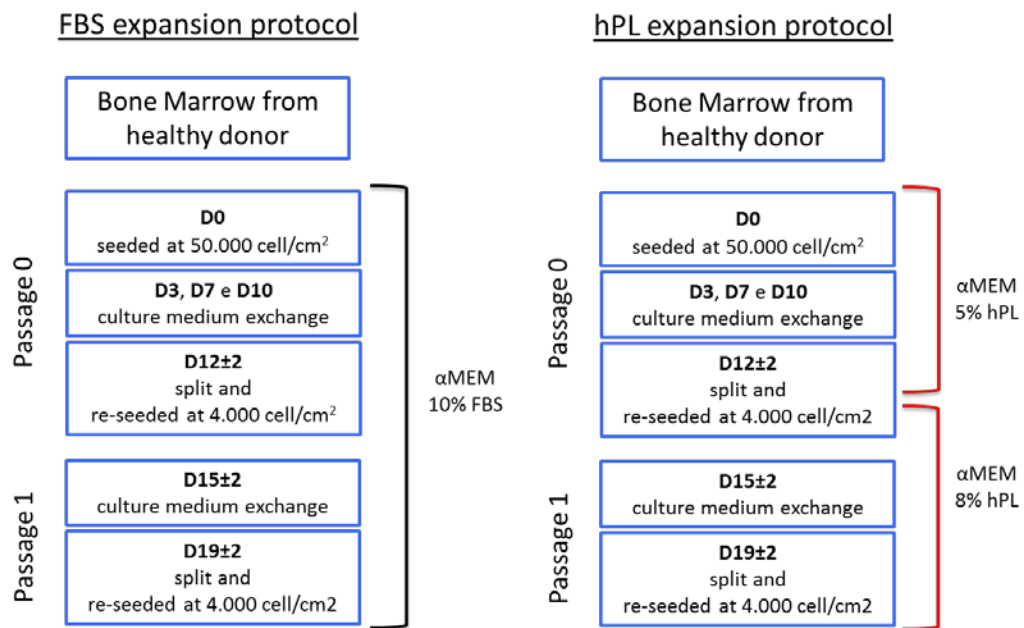 FBS expansion protocol
Bone Marrow from
healthy donor
Passage 0
D0
seeded at 50.000 cell/cm²
D3, D7 e D10
culture medium exchange
D12±2
split and
re-seeded at 4.000 cell/cm²
Passage 1
D15±2
culture medium exchange
D19±2
split and
re-seeded at 4.000 cell/cm2
αMEM
10% FBS
hPL expansion protocol
Bone Marrow from
healthy donor
Passage 0
D0
seeded at 50.000 cell/cm²
D3, D7 e D10
culture medium exchange
D12±2
split and
re-seeded at 4.000 cell/cm2
αMEM
5% hPL
Passage 1
D15±2
culture medium exchange
D19±2
split and
re-seeded at 4.000 cell/cm2
αMEM
8% hPL